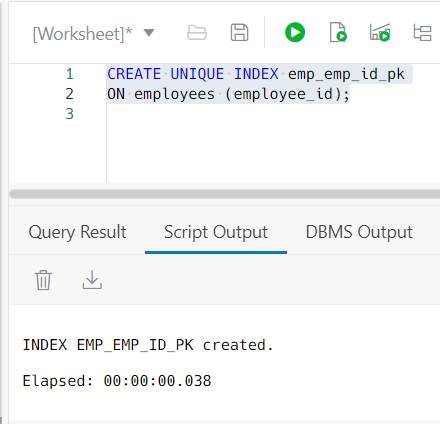 [Worksheet]*
1 CREATE UNIQUE INDEX emp_emp_id_pk
2 ON employees (employee_id);
3
Query Result Script Output DBMS Output
INDEX EMP_EMP_ID_PK created.
Elapsed: 00:00:00.038